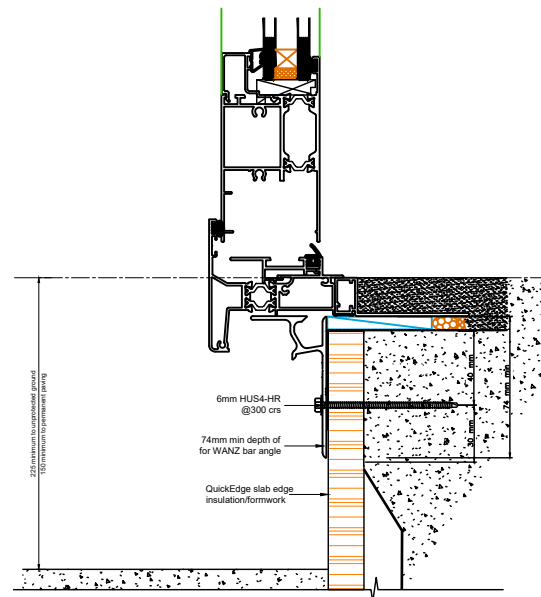 225 minimum to unprotected ground
150 minimum to permanent paving
6mm HUS4-HR
@300 crs
74mm min depth of
for WANZ bar angle
QuickEdge slab edge
insulation/formwork
40 mm
30 mm
74 mm min